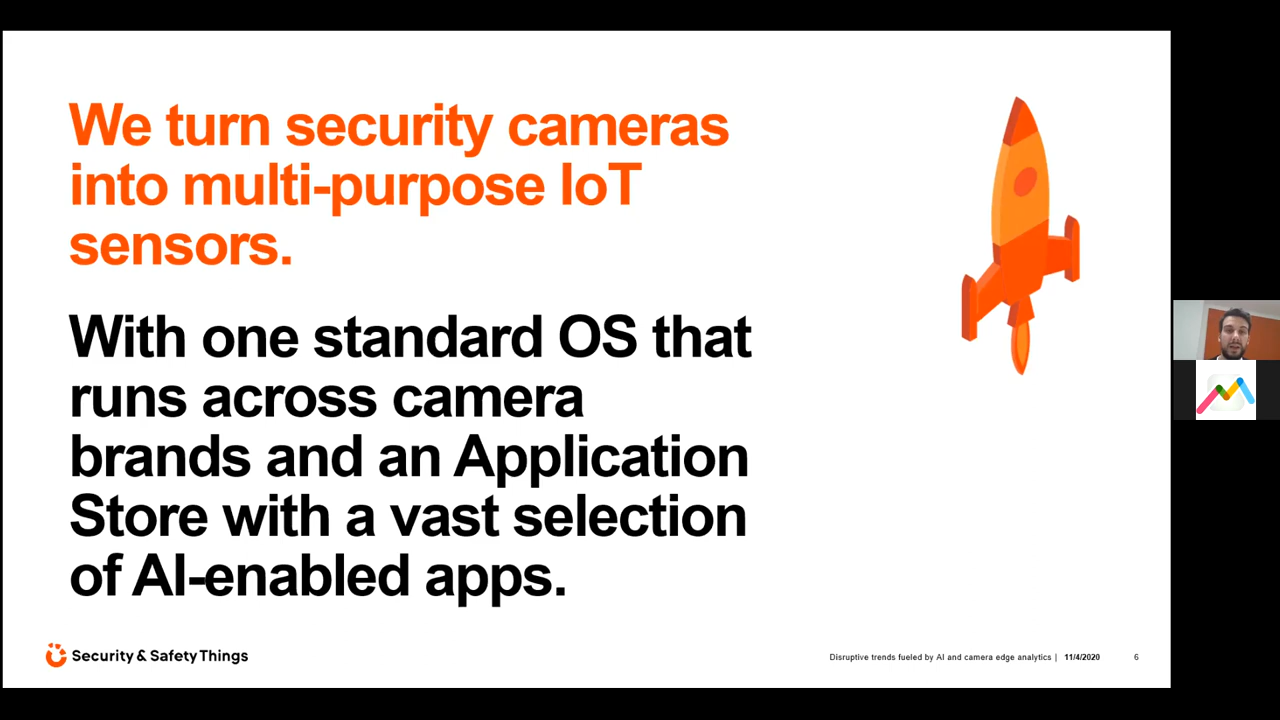 We turn security cameras
into multi-purpose IoT
sensors.
With one standard OS that
runs across camera
brands and an Application
Store with a vast selection
of AI-enabled apps.
Security & Safety Things
Disruptive trends fueled by AI and camera edge analytics | 11/4/2020 6